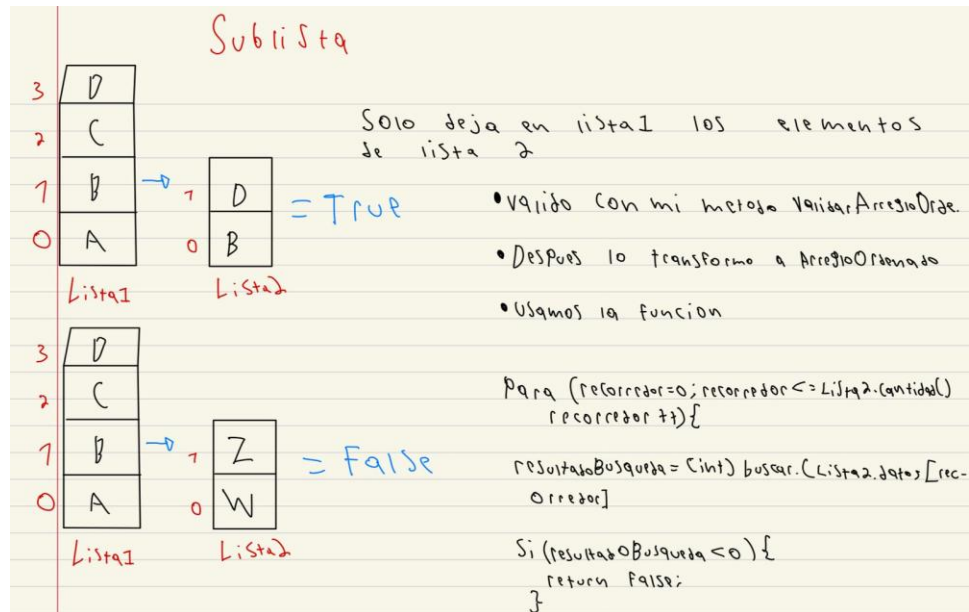 Sublista
3 D
2 C
1 B
0 A
Lista1
1 D
0 B
Lista2
= True
Solo deja en lista1 los elementos
de lista 2
• Valido con mi metodo ValidarArregloOrde.
• Despues lo transformo a ArregloOrdenado
• Usamos la funcion
3 D
2 C
1 B
0 A
Lista1
1 Z
0 W
Lista2
= False
Para (recorredor=0; recorredor<=Lista2.cantidad()
recorredor ++){
resultadoBusqueda = (int) buscar.(Lista2.datos[rec-
orredor]
Si (resultadoBusqueda<0){
return False;
}